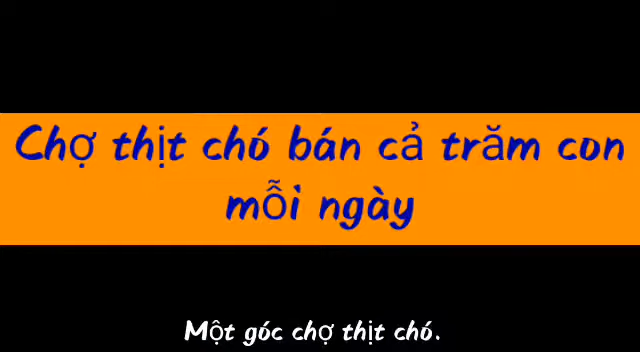 Chợ thịt chó bán cả trăm con
mỗi ngày
Một góc chợ thịt chó.